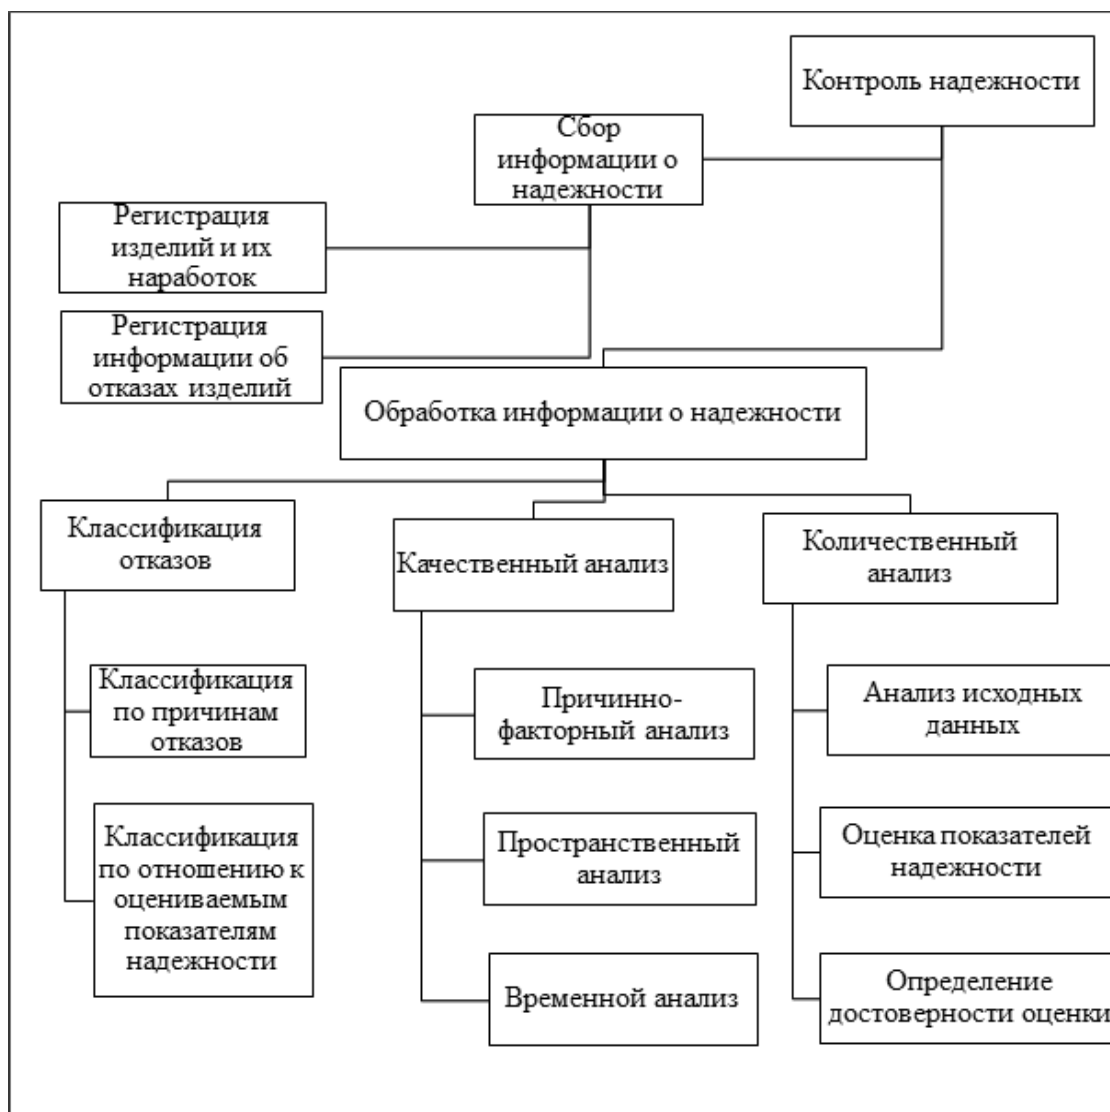 Контроль надежности
Сбор
информации о
надежности
Регистрация
изделий и их
наработок
Регистрация
информации об
отказах изделий
Обработка информации о надежности
Классификация
отказов
Качественный анализ
Количественный
анализ
Классификация
по причинам
отказов
Причинно-
факторный анализ
Анализ исходных
данных
Классификация
по отношению к
оцениваемым
показателям
надежности
Пространственный
анализ
Оценка показателей
надежности
Временной анализ
Определение
достоверности оценки